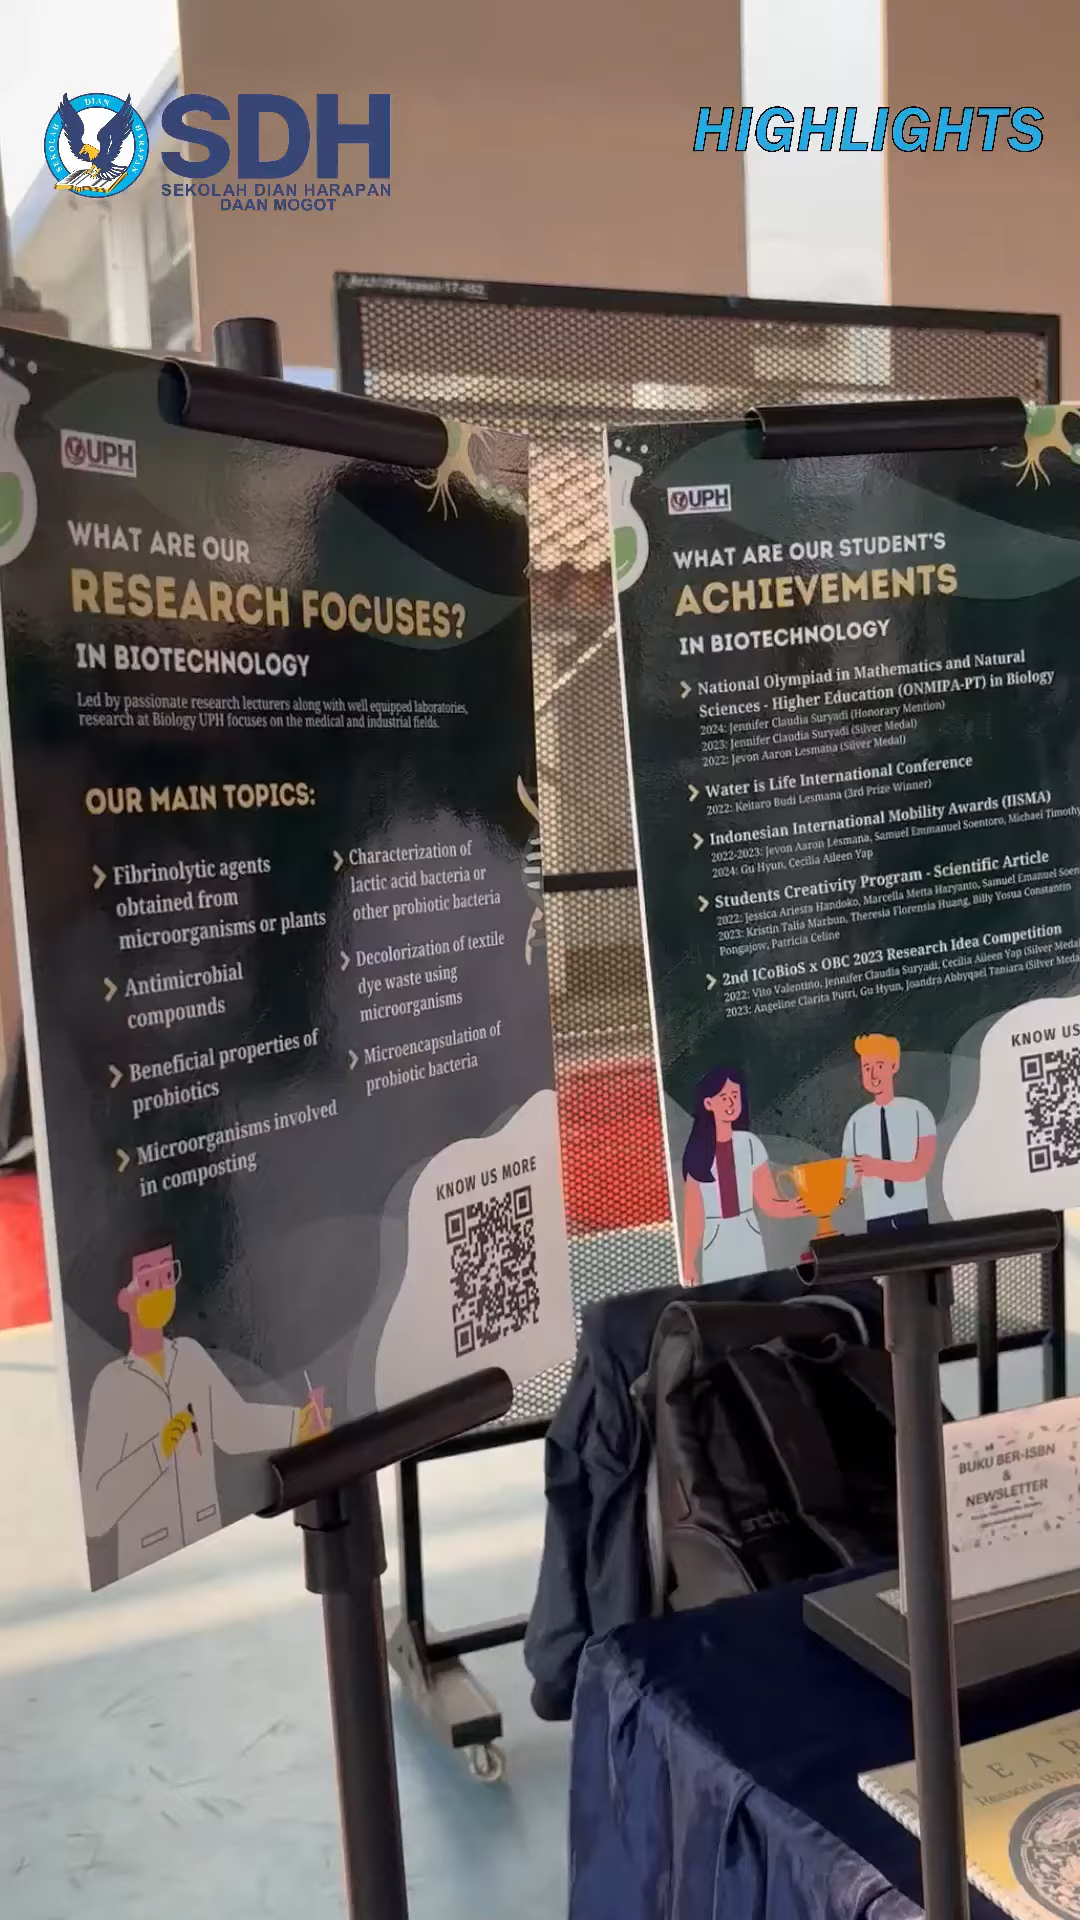 SDH
SEKOLAH DIAN HARAPAN
DAAN MOGOT
SEKOLAH DIAN HARAPAN
HIGHLIGHTS
UPH
WHAT ARE OUR
RESEARCH FOCUSES?
IN BIOTECHNOLOGY
Led by passionate research lecturers along with well equipped laboratories,
research at Biology UPH focuses on the medical and industrial fields.
OUR MAIN TOPICS:
Fibrinolytic agents
obtained from
microorganisms or plants
Antimicrobial
compounds
Beneficial properties of
probiotics
Microorganisms involved
in composting
Characterization of
lactic acid bacteria or
other probiotic bacteria
Decolorization of textile
dye waste using
microorganisms
Microencapsulation of
probiotic bacteria
KNOW US MORE
UPH
WHAT ARE OUR STUDENT'S
ACHIEVEMENTS
IN BIOTECHNOLOGY
National Olympiad in Mathematics and Natural
Sciences - Higher Education (ONMIPA-PT) in Biology
2024: Jennifer Claudia Suryadi (Honorary Mention)
2023: Jennifer Claudia Suryadi (Silver Medal)
2022: Jevon Aaron Lesmana (Silver Medal)
Water is Life International Conference
2022: Keitaro Budi Lesmana (3rd Prize Winner)
Indonesian International Mobility Awards (IISMA)
2022-2023: Jevon Aaron Lesmana, Samuel Emmanuel Soentoro, Michael Timothy
2024: Gu Hyun, Cecilia Aileen Yap
Students Creativity Program - Scientific Article
2022: Jessica Ariesta Handoko, Marcella Metta Haryanto, Samuel Emanuel Soen
2023: Kristin Talia Marbun, Theresia Florensia Huang, Billy Yosua Constantin
Pongajow, Patricia Celine
2nd ICoBioS x OBC 2023 Research Idea Competition
2022: Vito Valentino, Jennifer Claudia Suryadi, Cecilia Aileen Yap (Silver Medal
2023: Angeline Clarita Putri, Gu Hyun, Joandra Abbyqael Taniara (Silver Meda
KNOW US
BUKU BER-ISBN
&
NEWSLETTER
YEAR
Reasons Why